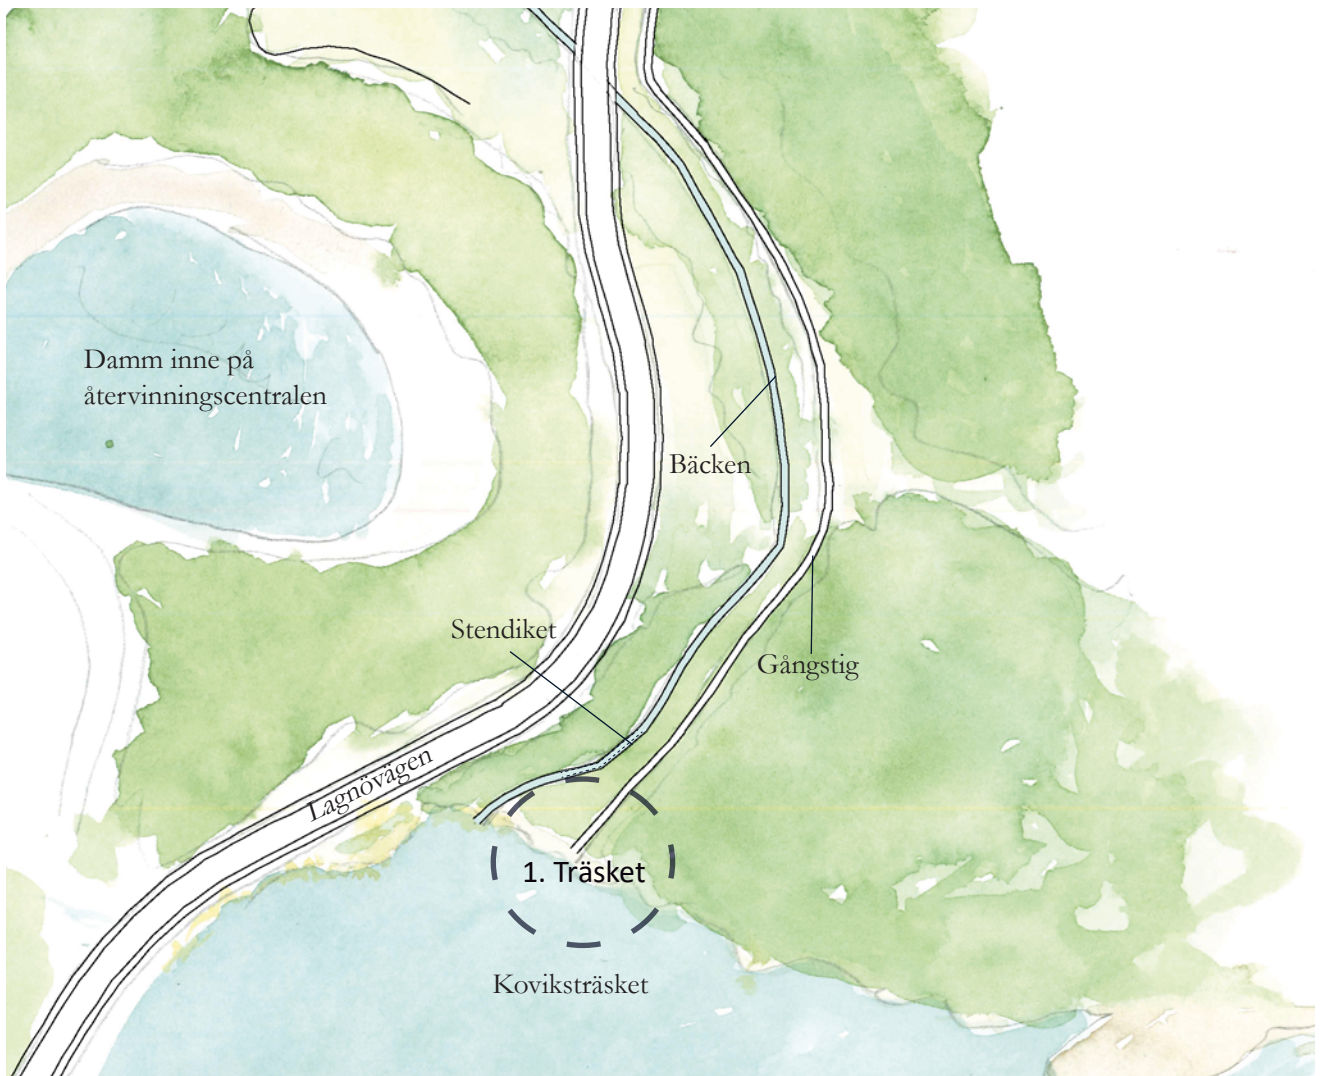 Damm inne på
återvinningscentralen
Bäcken
Stendiket
Gångstig
Lagnövägen
1. Träsket
Koviksträsket